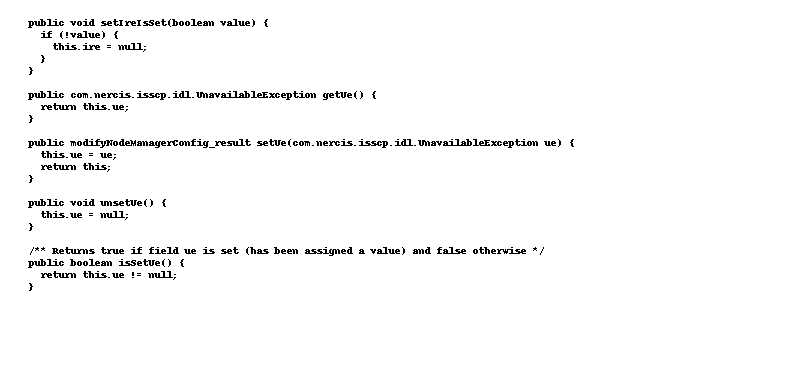 public void setIreIsSet(boolean value) {
  if (!value) {
    this.ire = null;
  }
}

public com.nercis.isscp.idl.UnavailableException getUe() {
  return this.ue;
}

public modifyNodeManagerConfig_result setUe(com.nercis.isscp.idl.UnavailableException ue) {
  this.ue = ue;
  return this;
}

public void unsetUe() {
  this.ue = null;
}

/** Returns true if field ue is set (has been assigned a value) and false otherwise */
public boolean isSetUe() {
  return this.ue != null;
}